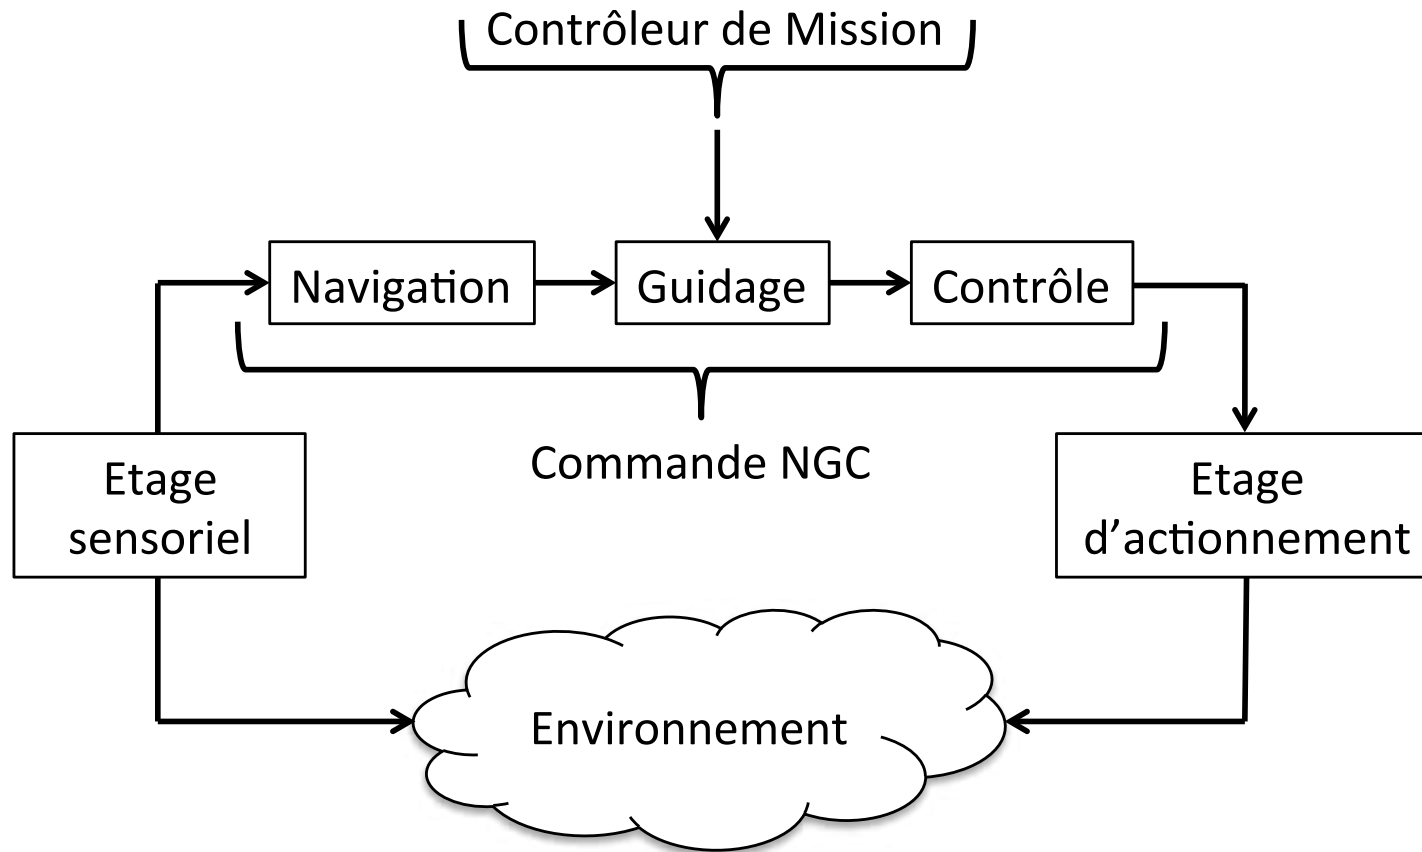 Contrôleur de Mission
Navigation
Guidage
Contrôle
Commande NGC
Etage
sensoriel
Etage
d’actionnement
Environnement